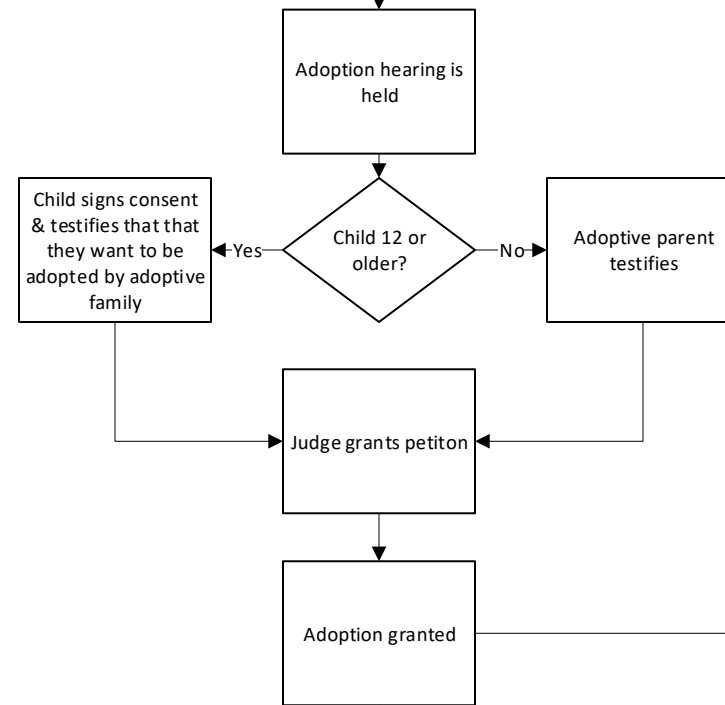 Adoption hearing is
held
Child signs consent
& testifies that that
they want to be
adopted by adoptive
family
Yes
Child 12 or
older?
No
Adoptive parent
testifies
Judge grants petiton
Adoption granted